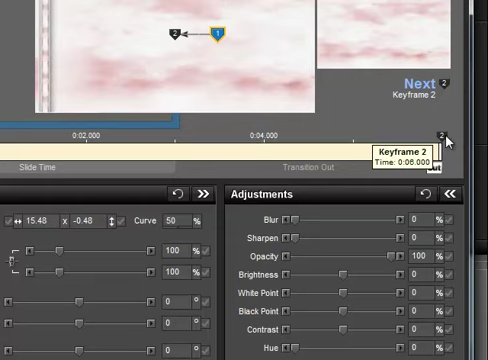 2
1
Next 2
Keyframe 2
0:02.000
0:04.000
2
Keyframe 2
Time: 0:06.000
Slide Time
Transition Out
Adjustments
15.48 x -0.48 Curve 50 %
100 %
100 %
0 °
0 °
Blur 0 %
Sharpen 0 %
Opacity 100 %
Brightness 0 %
White Point 0 %
Black Point 0 %
Contrast 0 %
Hue 0 %